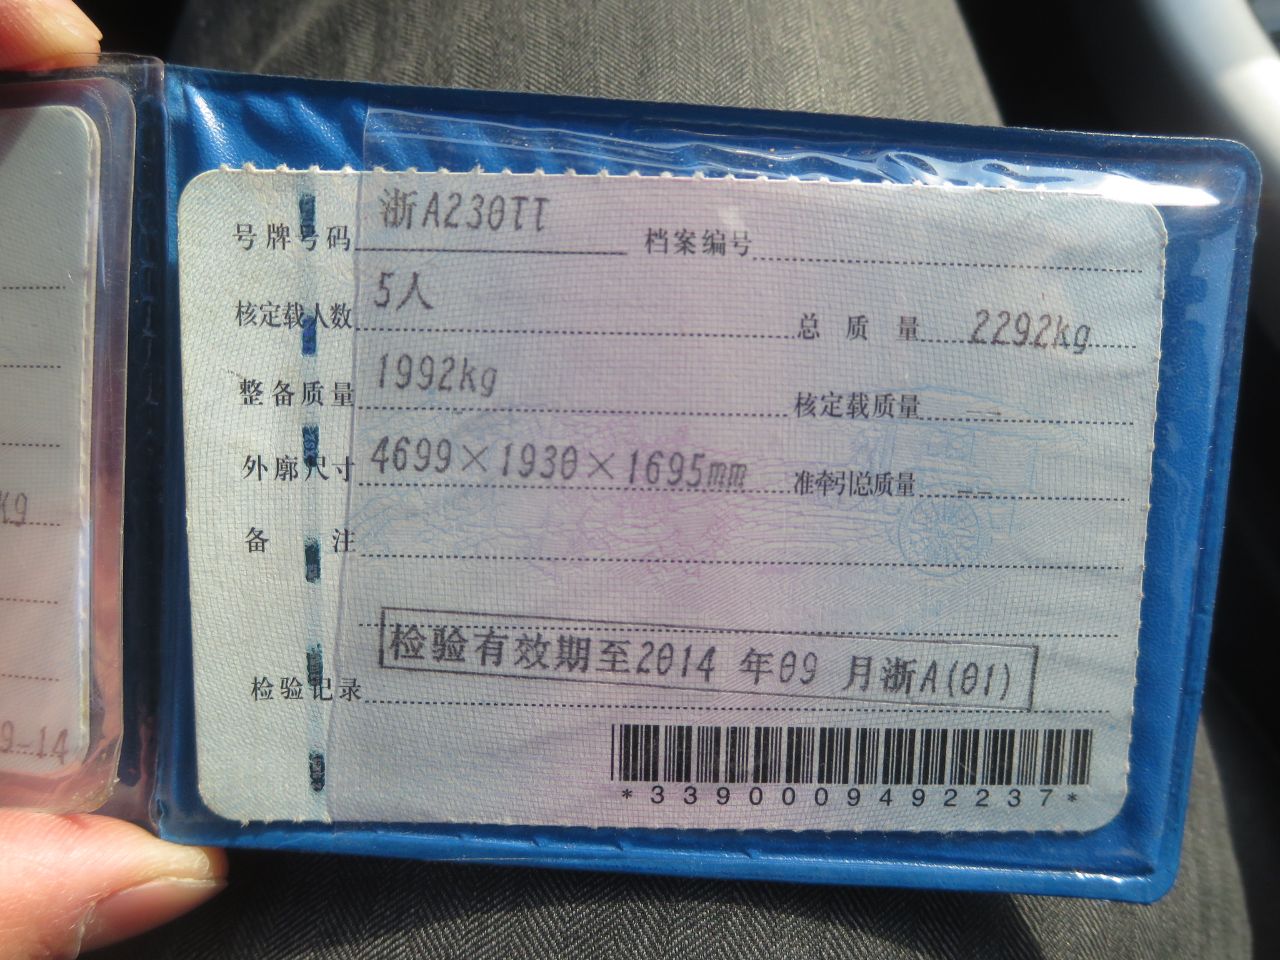 号牌号码 浙A230TT 档案编号
核定载人数 5人 总质量 2292kg
整备质量 1992kg 核定载质量 --
外廓尺寸 4699×1930×1695mm 准牵引总质量 --
备注
检验有效期至2014 年09 月浙A(01)
检验记录
*3390009492237*
Kg
9-14